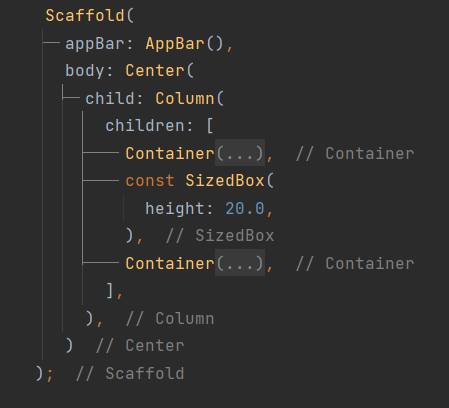 Scaffold(
appBar: AppBar(),
body: Center(
child: Column(
children: [
Container(...),  // Container
const SizedBox(
height: 20.0,
),  // SizedBox
Container(...),  // Container
],
),  // Column
)  // Center
);  // Scaffold